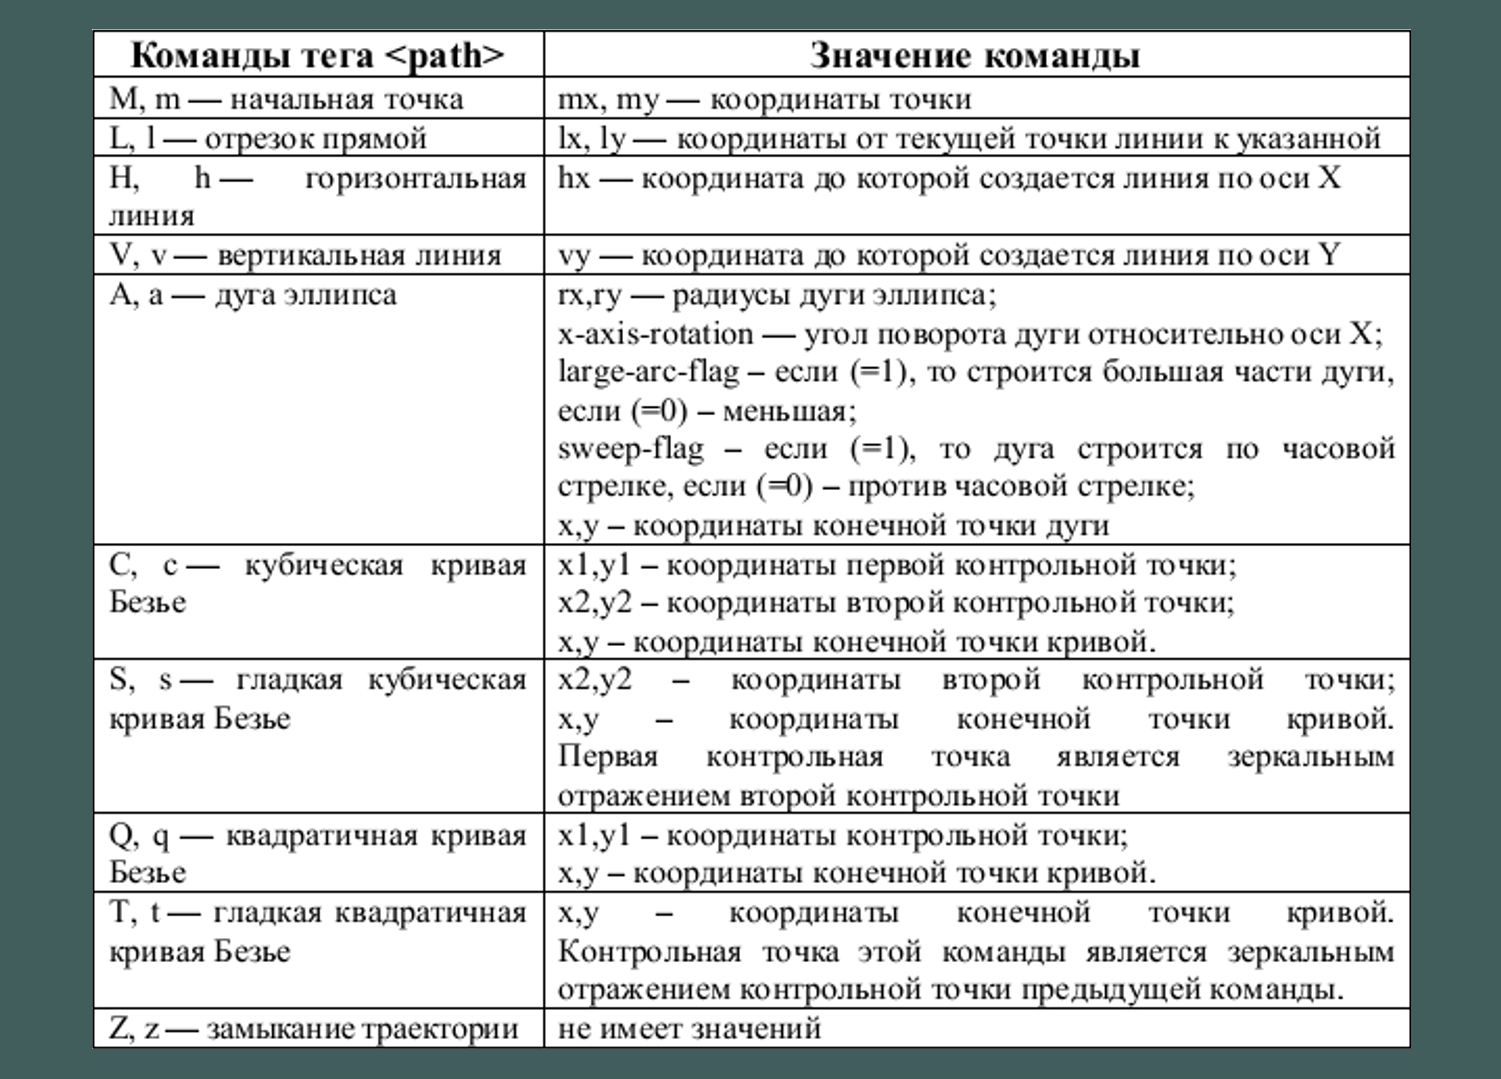 Команды тега <path>
Значение команды
M, m — начальная точка
mx, my — координаты точки
L, l — отрезок прямой
lx, ly — координаты от текущей точки линии к указанной
H, h — горизонтальная
линия
hx — координата до которой создается линия по оси X
V, v — вертикальная линия
vy — координата до которой создается линия по оси Y
A, a — дуга эллипса
rx,ry — радиусы дуги эллипса;
x-axis-rotation — угол поворота дуги относительно оси X;
large-arc-flag – если (=1), то строится большая части дуги,
если (=0) – меньшая;
sweep-flag – если (=1), то дуга строится по часовой
стрелке, если (=0) – против часовой стрелке;
x,y – координаты конечной точки дуги
C, c — кубическая кривая
Безье
x1,y1 – координаты первой контрольной точки;
x2,y2 – координаты второй контрольной точки;
x,y – координаты конечной точки кривой.
S, s — гладкая кубическая
кривая Безье
x2,y2 – координаты второй контрольной точки;
x,y – координаты конечной точки кривой.
Первая контрольная точка является зеркальным
отражением второй контрольной точки
Q, q — квадратичная кривая
Безье
x1,y1 – координаты контрольной точки;
x,y – координаты конечной точки кривой.
T, t — гладкая квадратичная
кривая Безье
x,y – координаты конечной точки кривой.
Контрольная точка этой команды является зеркальным
отражением контрольной точки предыдущей команды.
Z, z — замыкание траектории
не имеет значений